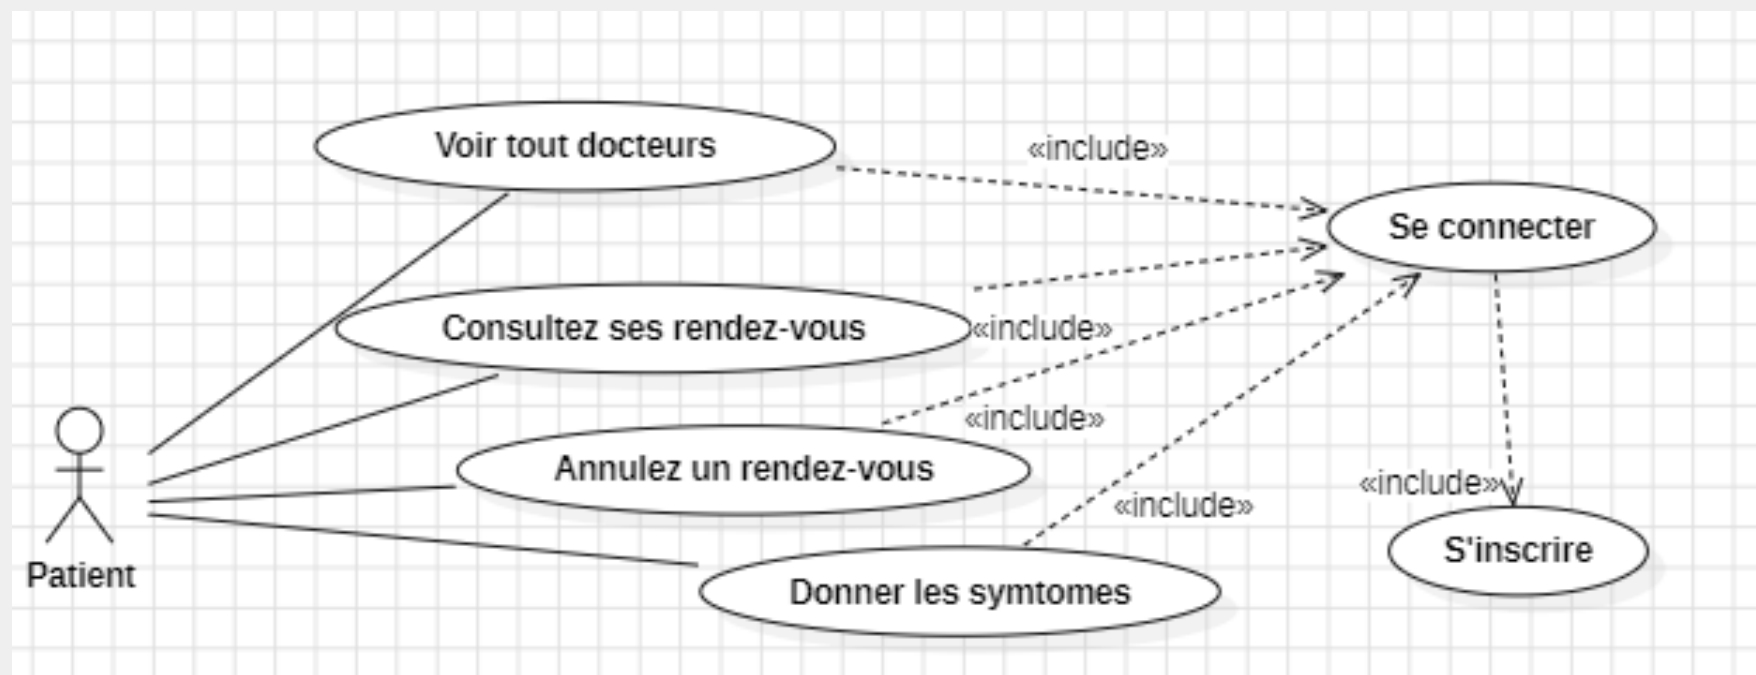 Voir tout docteurs
«include»
Se connecter
Consultez ses rendez-vous
«include»
«include»
Annulez un rendez-vous
«include»
«include»
S'inscrire
Patient
Donner les symtomes